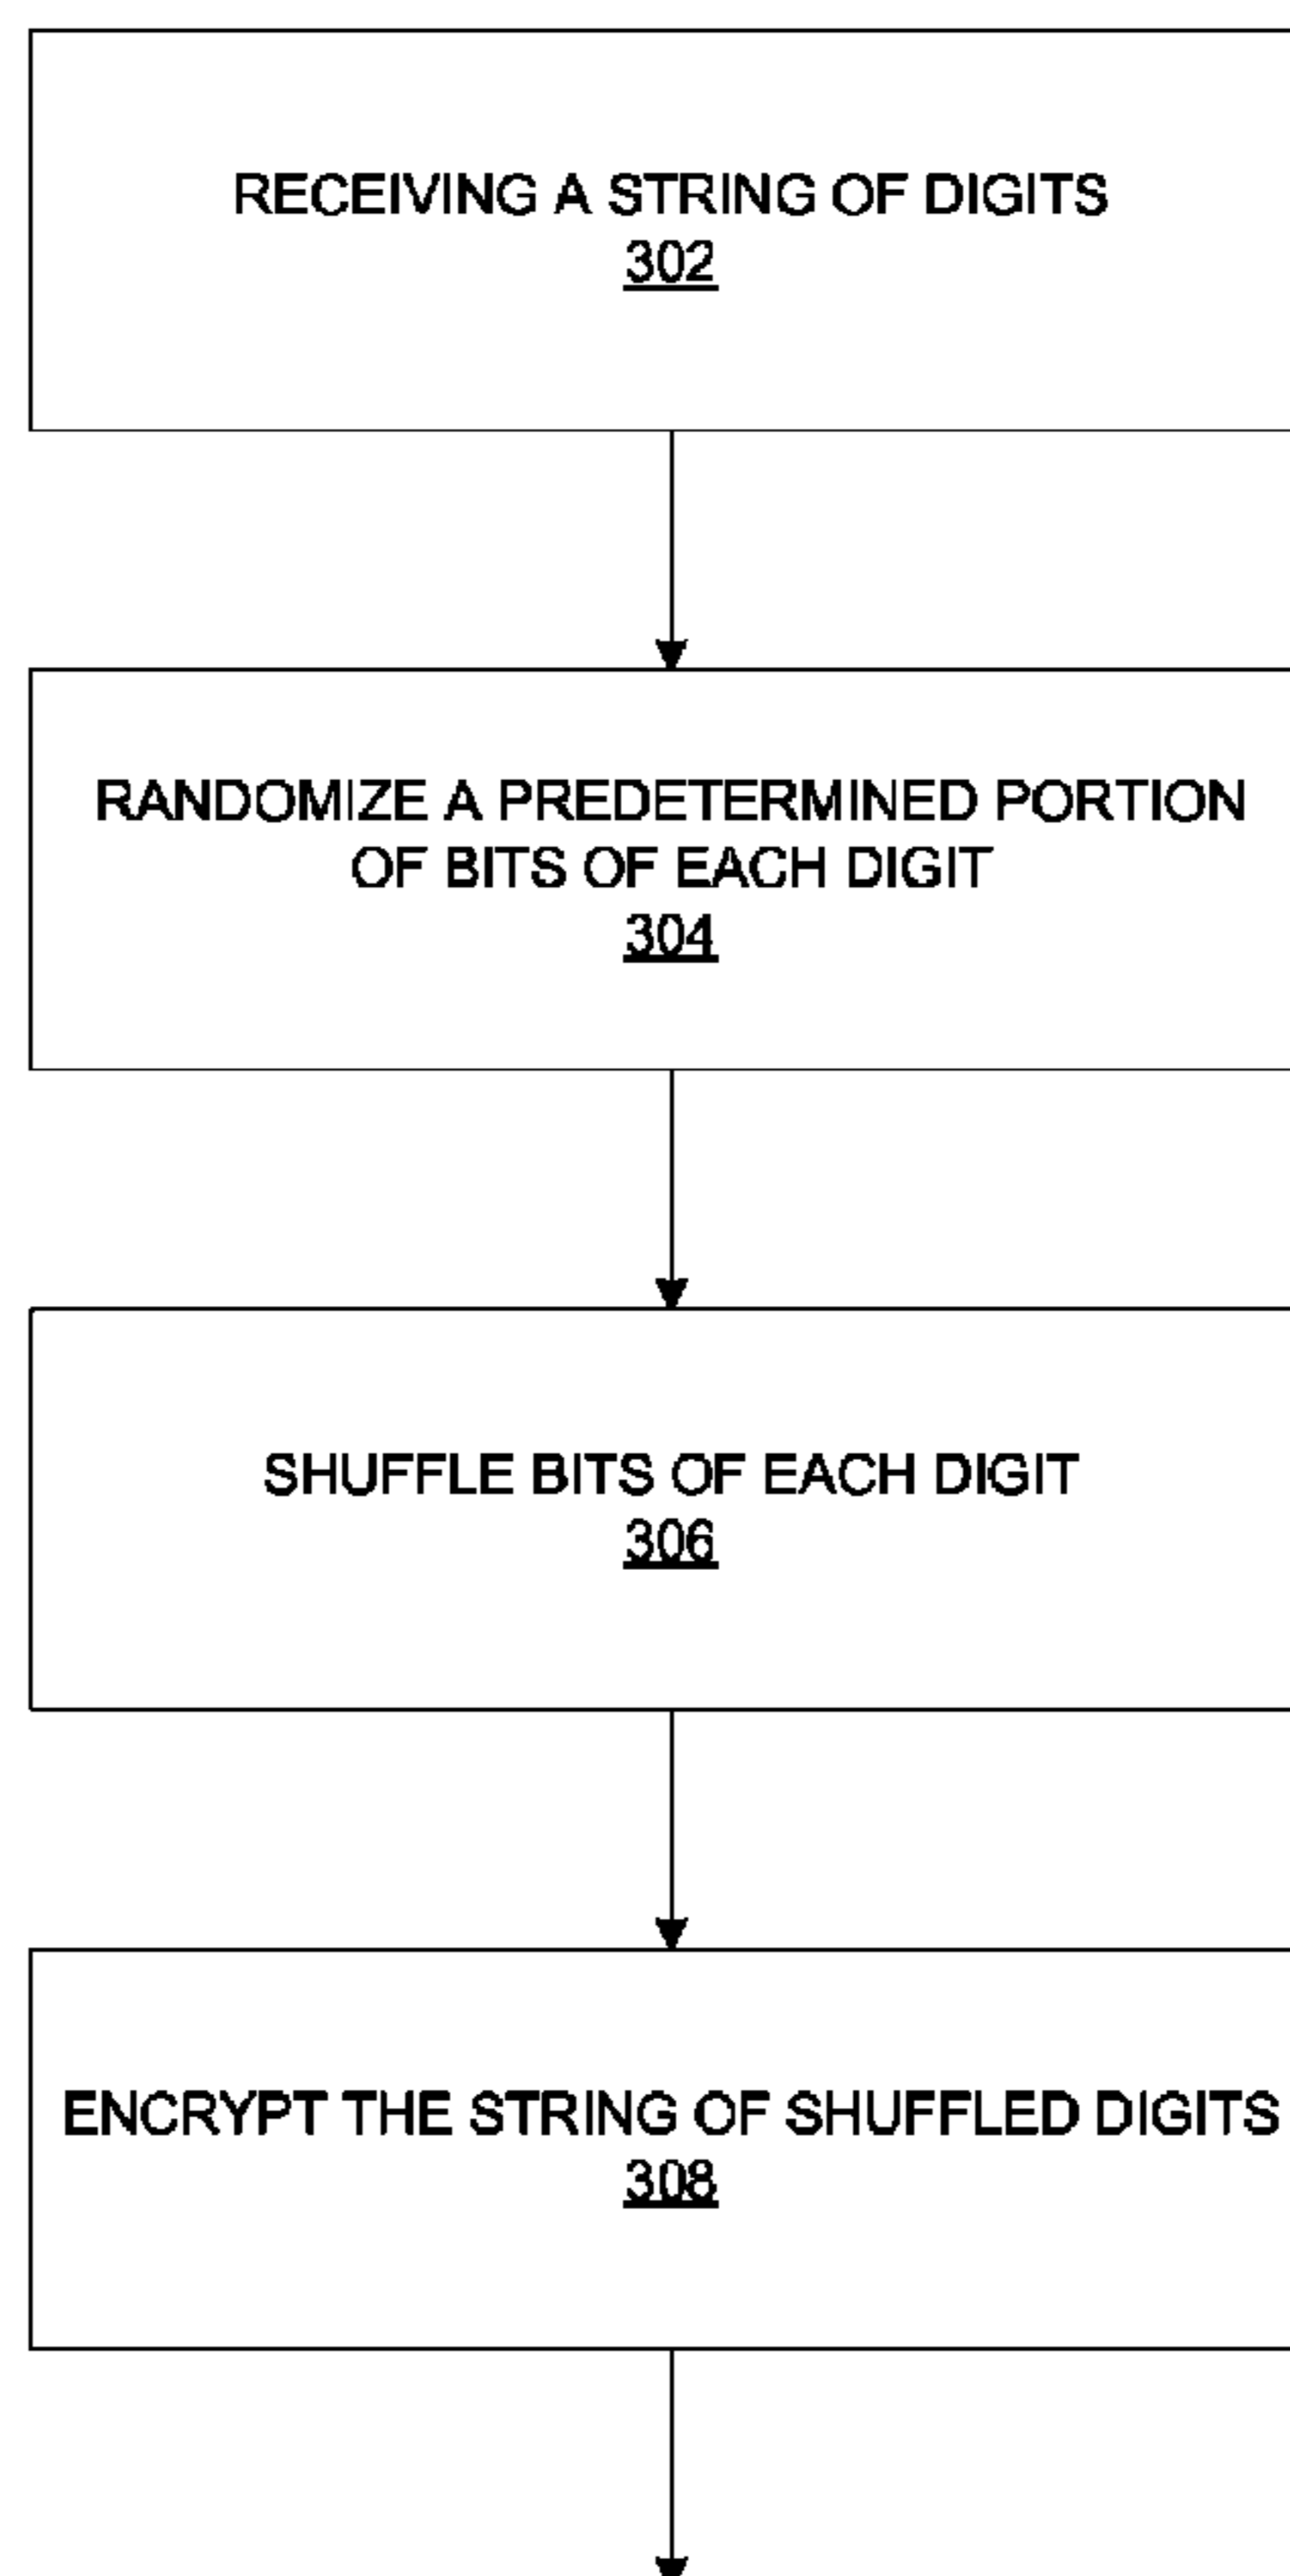 RECEIVING A STRING OF DIGITS
302
RANDOMIZE A PREDETERMINED PORTION
OF BITS OF EACH DIGIT
304
SHUFFLE BITS OF EACH DIGIT
306
ENCRYPT THE STRING OF SHUFFLED DIGITS
308